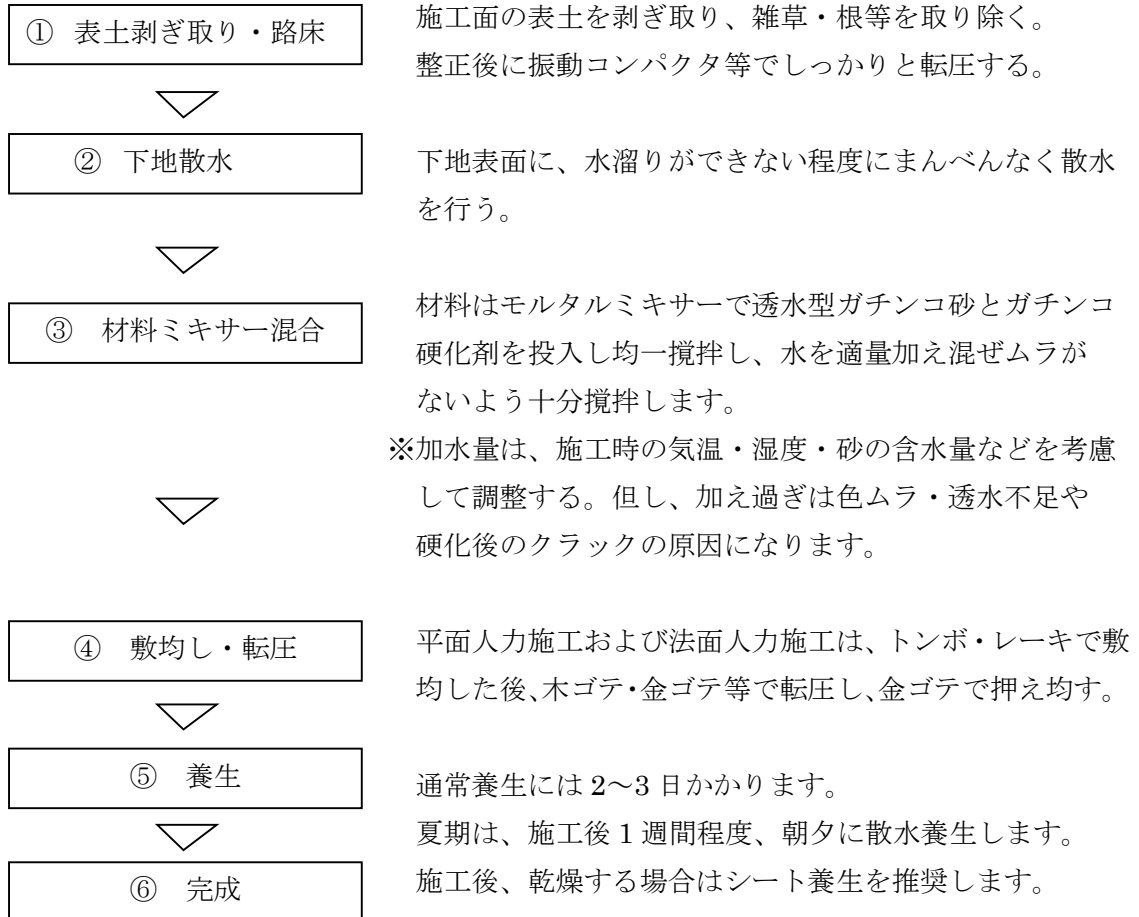 ① 表土剥ぎ取り・路床
施工面の表土を剥ぎ取り、雑草・根等を取り除く。
整正後に振動コンパクタ等でしっかりと転圧する。
② 下地散水
下地表面に、水溜りができない程度にまんべんなく散水
を行う。
③ 材料ミキサー混合
材料はモルタルミキサーで透水型ガチンコ砂とガチンコ
硬化剤を投入し均一撹拌し、水を適量加え混ぜムラが
ないよう十分撹拌します。
※加水量は、施工時の気温・湿度・砂の含水量などを考慮
して調整する。但し、加え過ぎは色ムラ・透水不足や
硬化後のクラックの原因になります。
④ 敷均し・転圧
平面人力施工および法面人力施工は、トンボ・レーキで敷
均した後、木ゴテ・金ゴテ等で転圧し、金ゴテで押え均す。
⑤ 養生
通常養生には 2～3 日かかります。
夏期は、施工後 1 週間程度、朝夕に散水養生します。
施工後、乾燥する場合はシート養生を推奨します。
⑥ 完成